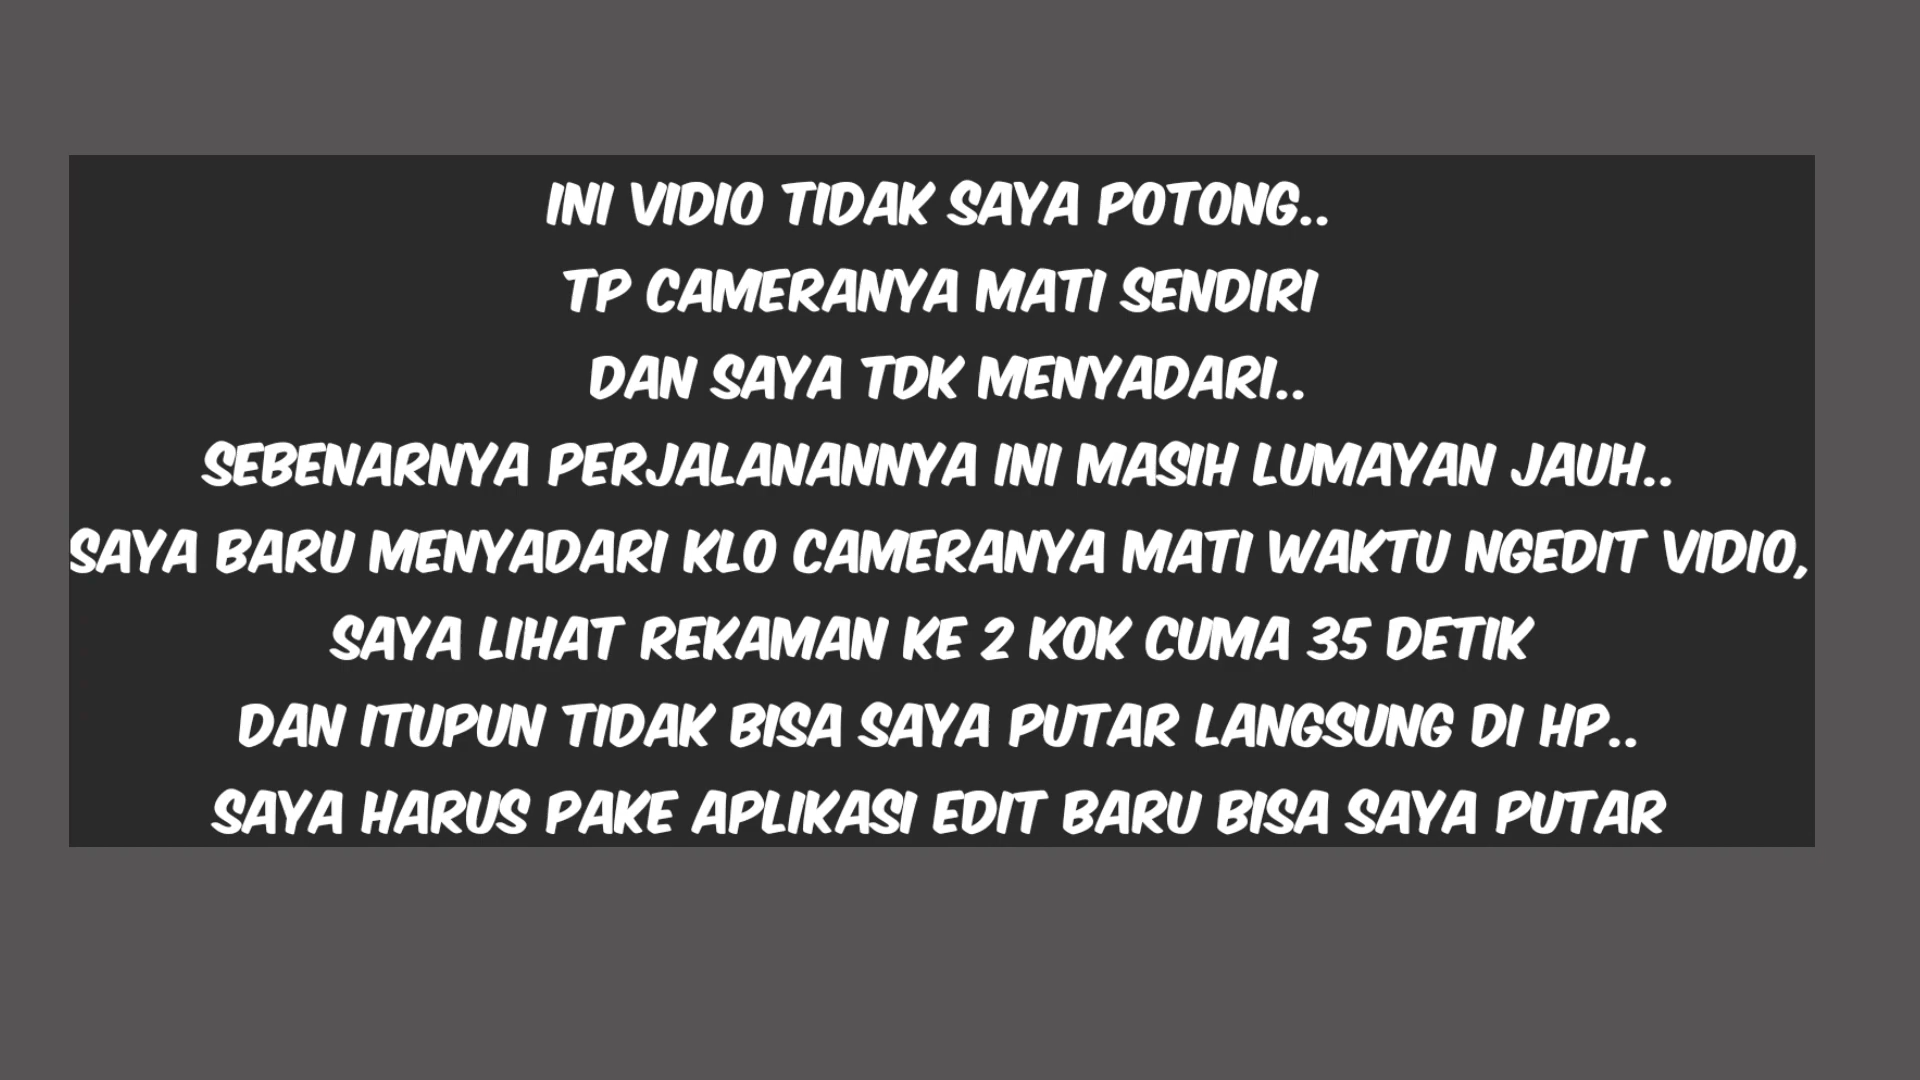 INI VIDIO TIDAK SAYA POTONG..
TP CAMERANYA MATI SENDIRI
DAN SAYA TDK MENYADARI..
SEBENARNYA PERJALANANNYA INI MASIH LUMAYAN JAUH..
SAYA BARU MENYADARI KLO CAMERANYA MATI WAKTU NGEDIT VIDIO,
SAYA LIHAT REKAMAN KE 2 KOK CUMA 35 DETIK
DAN ITUPUN TIDAK BISA SAYA PUTAR LANGSUNG DI HP..
SAYA HARUS PAKE APLIKASI EDIT BARU BISA SAYA PUTAR